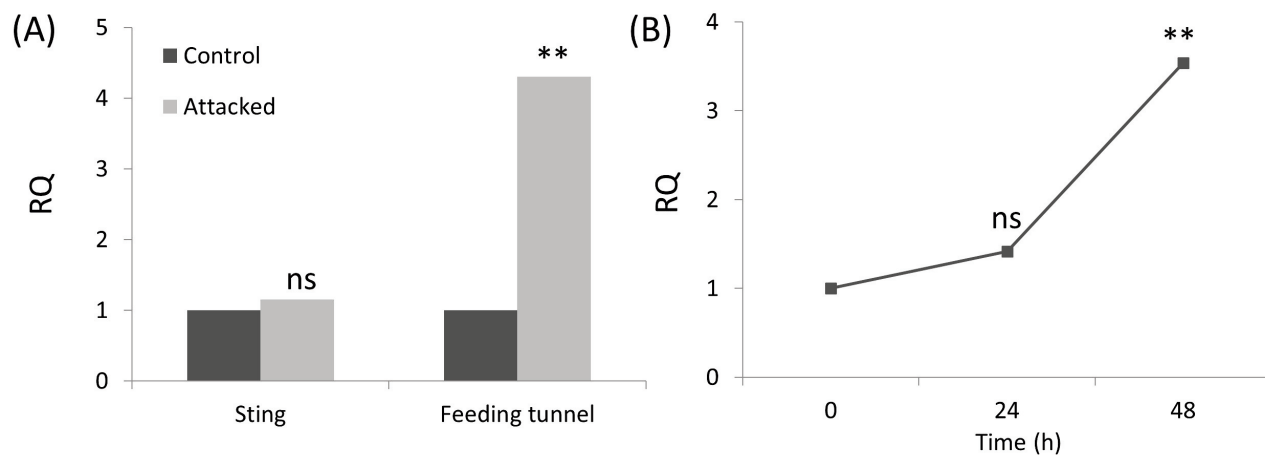 (A)
5
4
3
2
1
0
RQ
Control
Attacked
ns
**
Sting
Feeding tunnel
(B)
4
3
2
1
0
RQ
ns
**
0
24
48
Time (h)